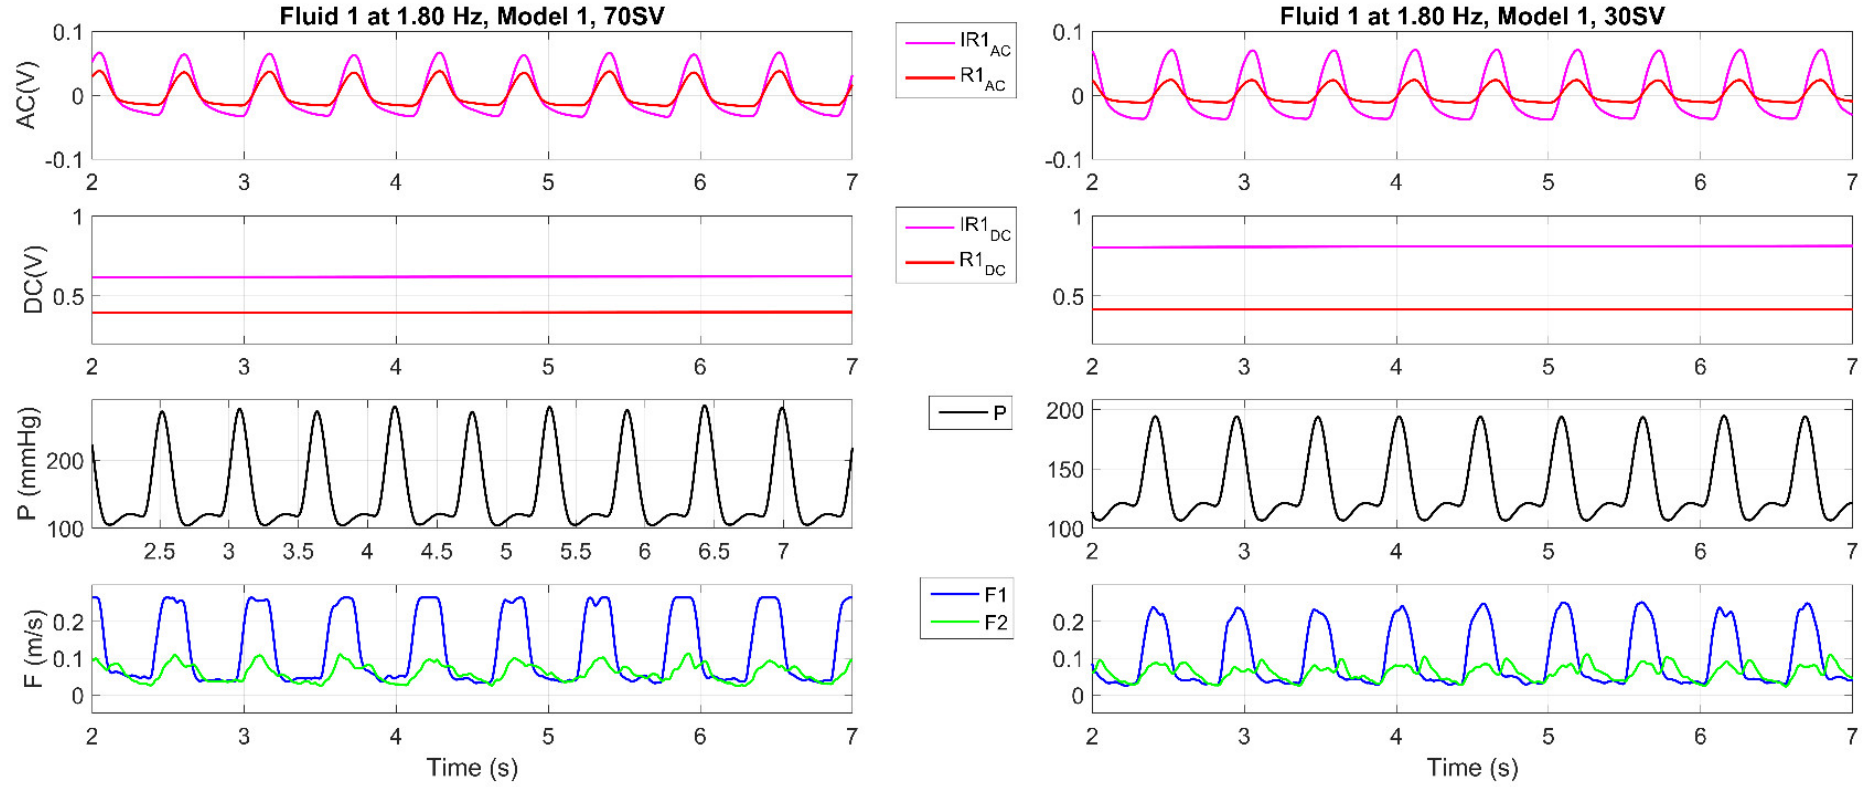 Fluid 1 at 1.80 Hz, Model 1, 70SV
AC(V)
0.1
0
-0.1
2 3 4 5 6 7
IR1AC
R1AC
DC(V)
1
0.5
2 3 4 5 6 7
IR1DC
R1DC
P (mmHg)
200
100
2.5 3 3.5 4 4.5 5 5.5 6 6.5 7
P
F (m/s)
0.2
0.1
0
2 3 4 5 6 7
Time (s)
F1
F2
Fluid 1 at 1.80 Hz, Model 1, 30SV
0.1
0
-0.1
2 3 4 5 6 7
1
0.5
2 3 4 5 6 7
200
150
100
2 3 4 5 6 7
0.2
0.1
0
2 3 4 5 6 7
Time (s)